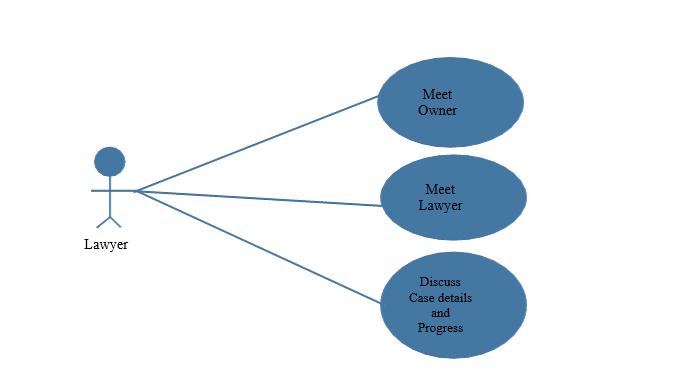 Meet
Owner
Meet
Lawyer
Lawyer
Discuss
Case details
and
Progress